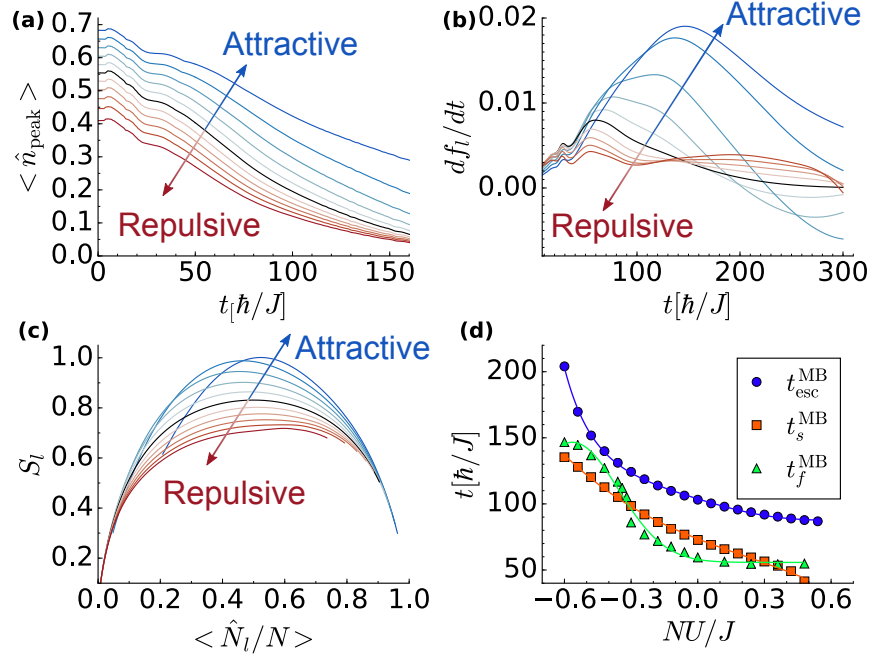 (a)
0.7
0.6
0.5
0.4
0.3
0.2
0.1
0.0
< n̂peak >
Attractive
Repulsive
0 50 100 150
t[ħ/J]
(b)
0.02
0.01
0.00
dfl/dt
Attractive
Repulsive
100 200 300
t[ħ/J]
(c)
1.0
0.8
0.6
0.4
0.2
Sl
Attractive
Repulsive
0.0 0.2 0.4 0.6 0.8 1.0
< N̂l/N >
(d)
200
150
100
50
t[ħ/J]
tescMB
tsMB
tfMB
−0.6 −0.3 0.0 0.3 0.6
NU/J